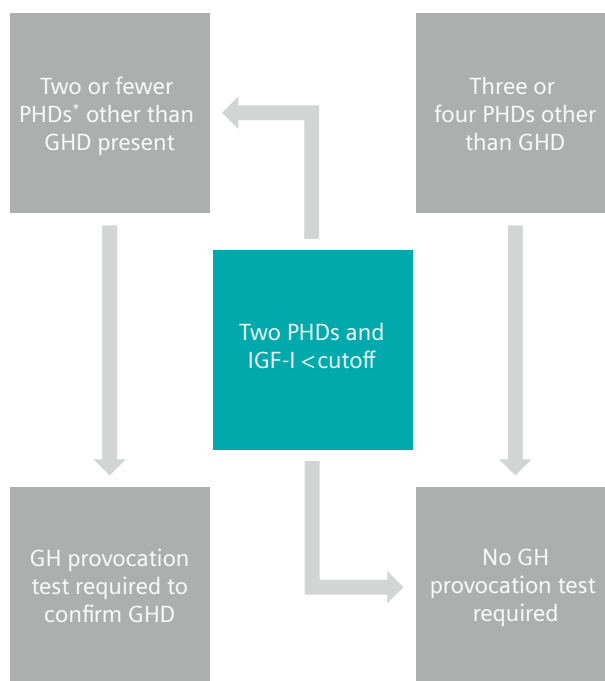 Two or fewer
PHDs* other than
GHD present
Three or
four PHDs other
than GHD
Two PHDs and
IGF-I <cutoff
GH provocation
test required to
confirm GHD
No GH
provocation test
required